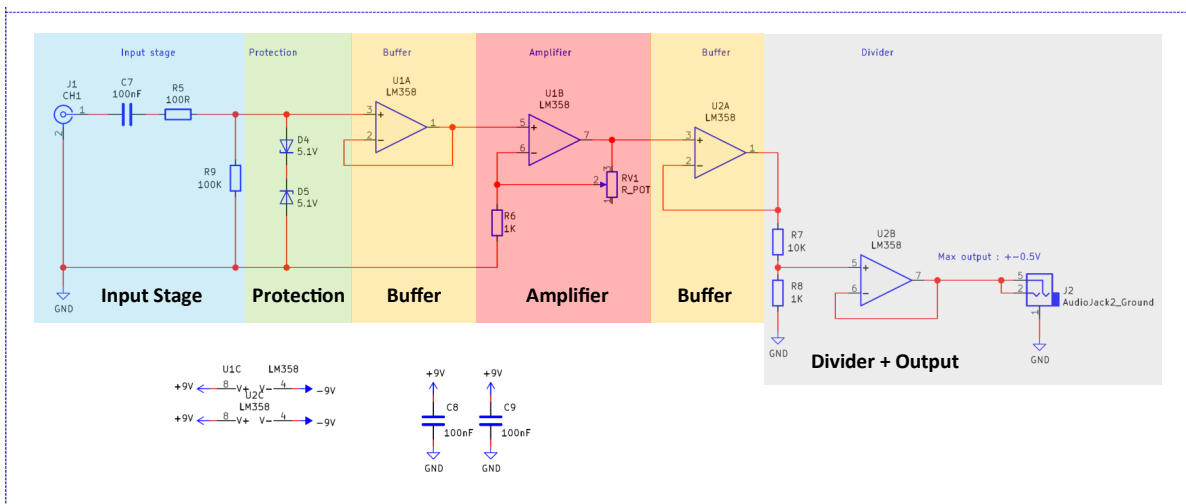 Input stage
Protection
Buffer
Amplifier
Buffer
Divider
J1
CH1
1
2
C7
100nF
R5
100R
R9
100K
D4
5.1V
D5
5.1V
U1A
LM358
3
+
2
-
1
U1B
LM358
5
+
6
-
7
R6
1K
3
2
1
RV1
R_POT
U2A
LM358
3
+
2
-
1
R7
10K
R8
1K
U2B
LM358
5
+
6
-
7
Max output : +-0.5V
5
2
1
J2
AudioJack2_Ground
GND
GND
GND
Input Stage
Protection
Buffer
Amplifier
Buffer
Divider + Output
U1C LM358
+9V 8 V+ V- 4 -9V
U2C
LM358
+9V 8 V+ V- 4 -9V
+9V
C8
100nF
GND
+9V
C9
100nF
GND